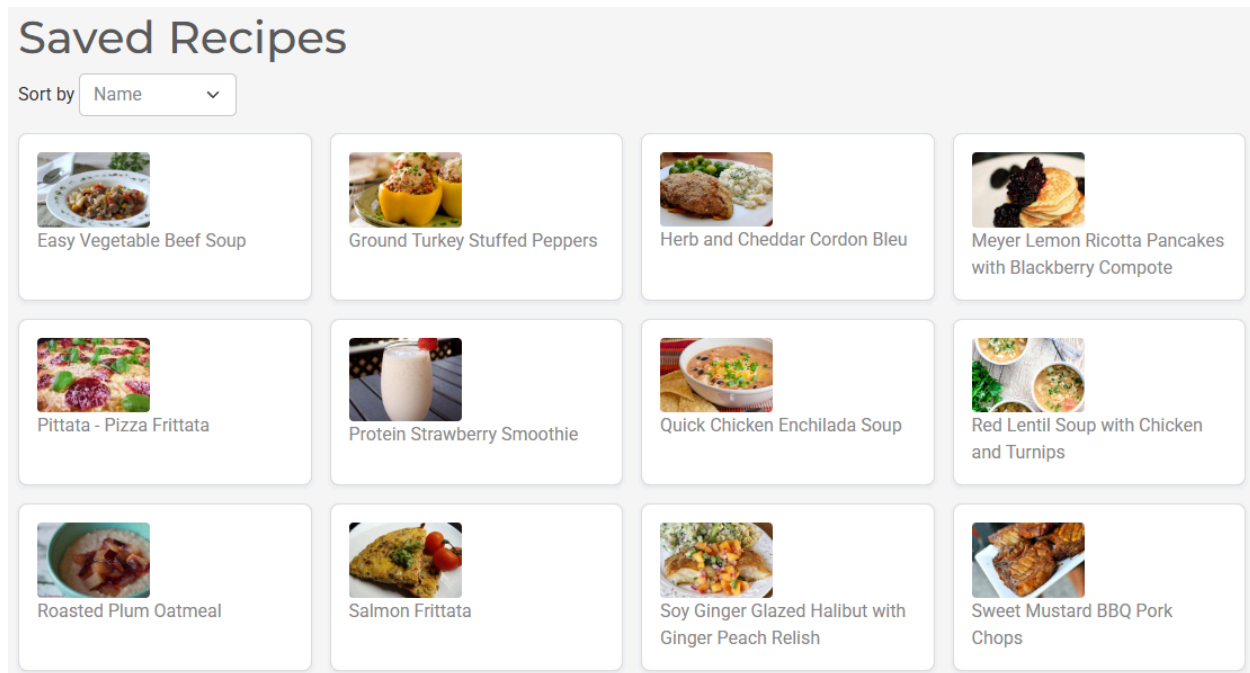 Saved Recipes
Sort by Name
Easy Vegetable Beef Soup
Ground Turkey Stuffed Peppers
Herb and Cheddar Cordon Bleu
Meyer Lemon Ricotta Pancakes
with Blackberry Compote
Pittata - Pizza Frittata
Protein Strawberry Smoothie
Quick Chicken Enchilada Soup
Red Lentil Soup with Chicken
and Turnips
Roasted Plum Oatmeal
Salmon Frittata
Soy Ginger Glazed Halibut with
Ginger Peach Relish
Sweet Mustard BBQ Pork
Chops